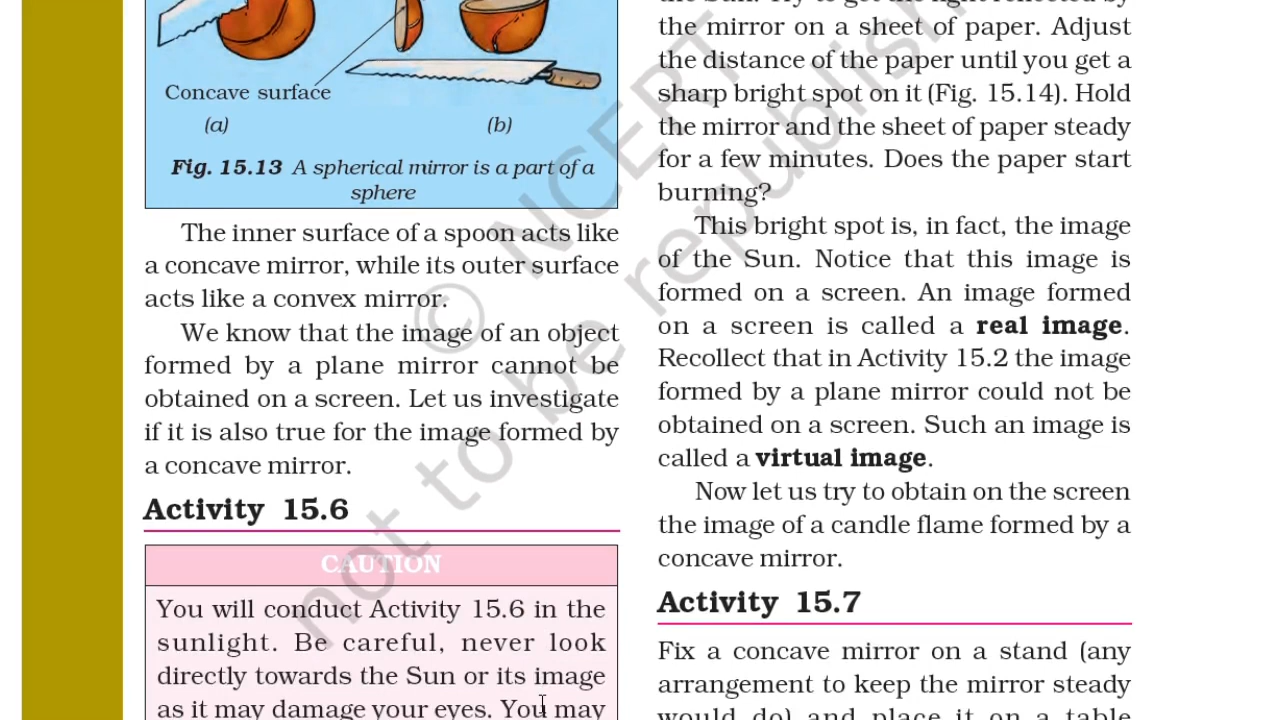 Concave surface
(a)
(b)
Fig. 15.13 A spherical mirror is a part of a
sphere
The inner surface of a spoon acts like
a concave mirror, while its outer surface
acts like a convex mirror.
We know that the image of an object
formed by a plane mirror cannot be
obtained on a screen. Let us investigate
if it is also true for the image formed by
a concave mirror.
Activity 15.6
CAUTION
You will conduct Activity 15.6 in the
sunlight. Be careful, never look
directly towards the Sun or its image
as it may damage your eyes. You may
the mirror on a sheet of paper. Adjust
the distance of the paper until you get a
sharp bright spot on it (Fig. 15.14). Hold
the mirror and the sheet of paper steady
for a few minutes. Does the paper start
burning?
This bright spot is, in fact, the image
of the Sun. Notice that this image is
formed on a screen. An image formed
on a screen is called a real image.
Recollect that in Activity 15.2 the image
formed by a plane mirror could not be
obtained on a screen. Such an image is
called a virtual image.
Now let us try to obtain on the screen
the image of a candle flame formed by a
concave mirror.
Activity 15.7
Fix a concave mirror on a stand (any
arrangement to keep the mirror steady
would do) and place it on a table
© NCERT
not to be republish